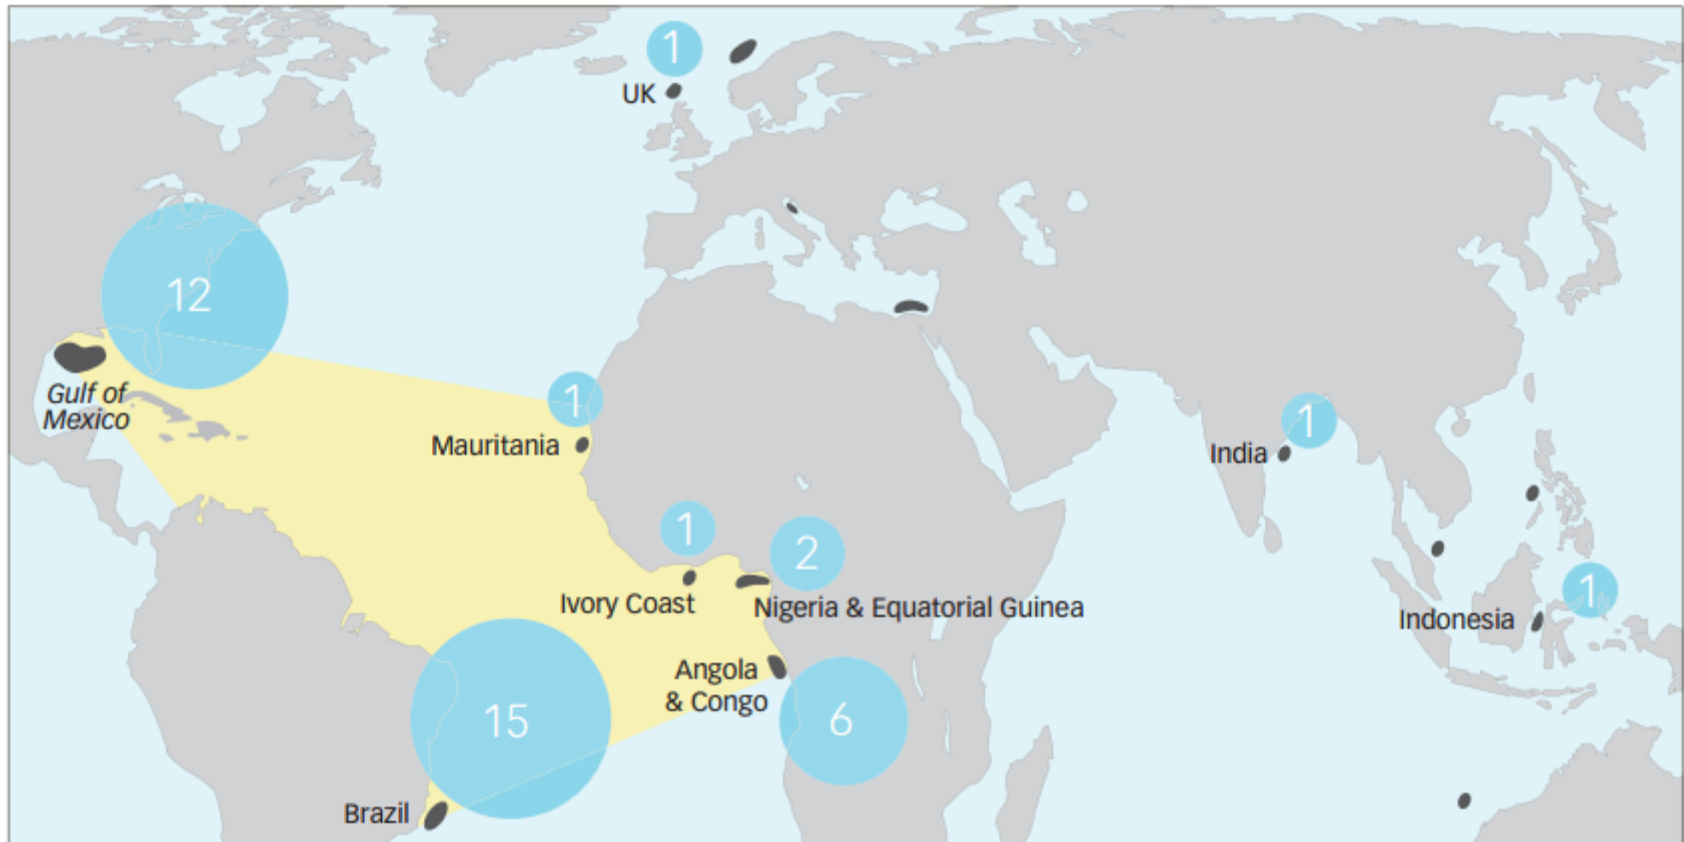 1
UK
12
Gulf of
Mexico
1
Mauritania
1
India
1
2
Ivory Coast
Nigeria & Equatorial Guinea
1
Indonesia
Angola
& Congo
15
6
Brazil